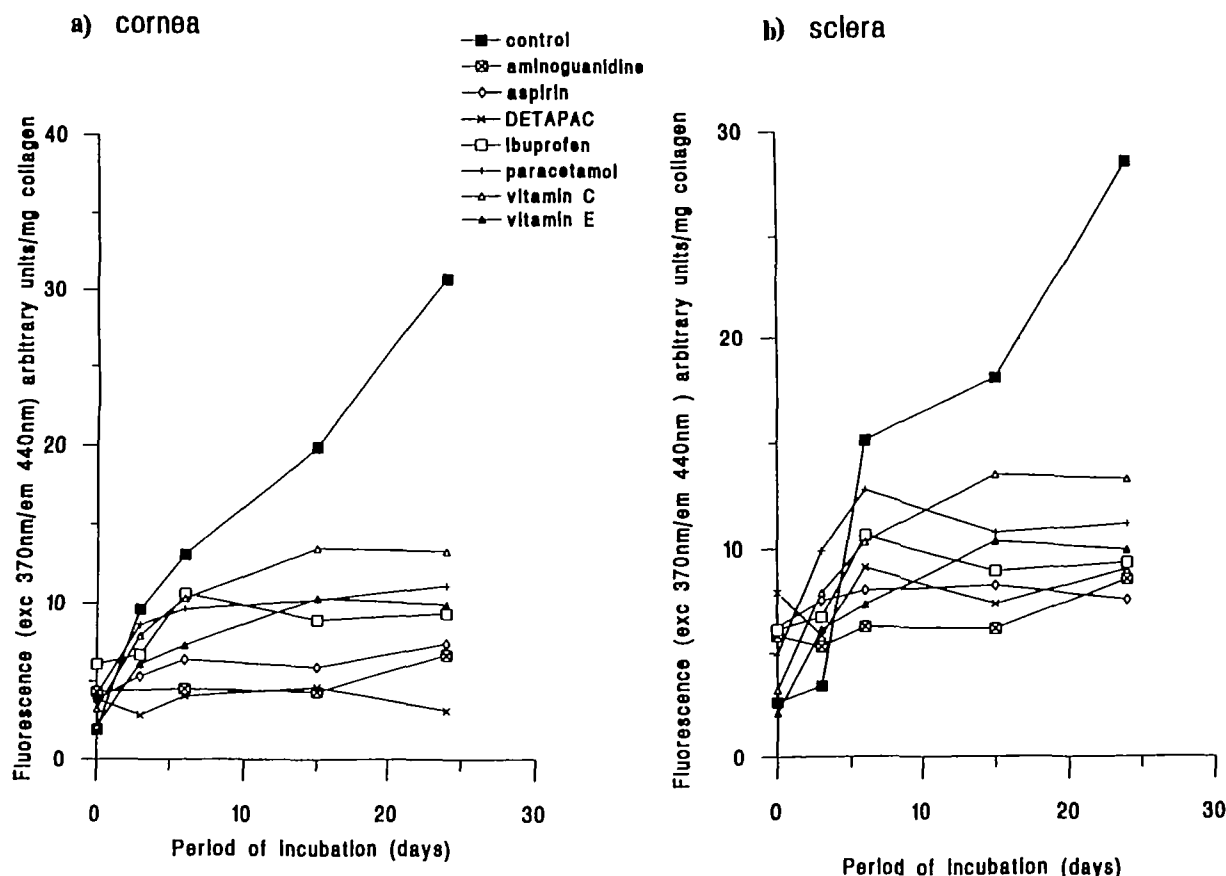 a) cornea
control
aminoguanidine
aspirin
DETAPAC
ibuprofen
paracetamol
vitamin C
vitamin E
Fluorescence (exc 370nm/em 440nm) arbitrary units/mg collagen
40
30
20
10
0
0 10 20 30
Period of incubation (days)
b) sclera
Fluorescence (exc 370nm/em 440nm ) arbitrary units/mg collagen
30
20
10
0
0 10 20 30
Period of incubation (days)